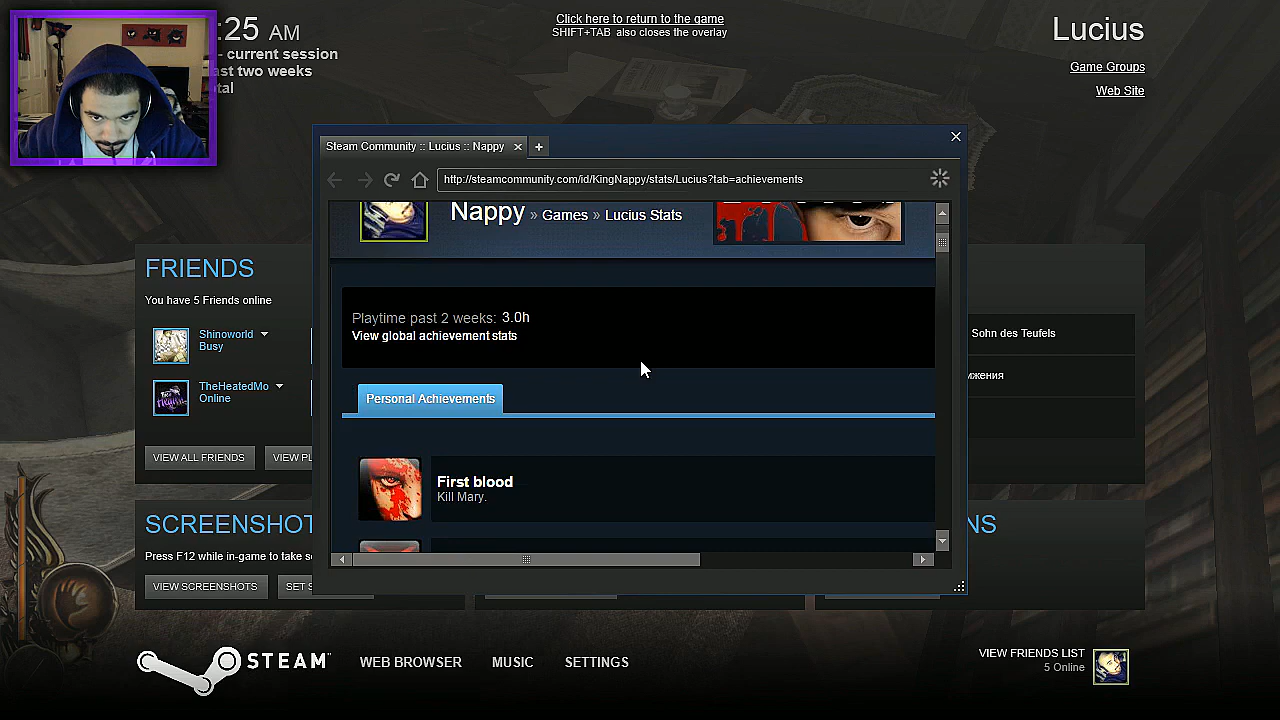 :25 AM
- current session
ast two weeks
otal
Click here to return to the game
SHIFT+TAB also closes the overlay
Lucius
Game Groups
Web Site
Steam Community :: Lucius :: Nappy
http://steamcommunity.com/id/KingNappy/stats/Lucius?tab=achievements
Nappy » Games » Lucius Stats
Playtime past 2 weeks: 3.0h
View global achievement stats
Personal Achievements
First blood
Kill Mary.
FRIENDS
You have 5 Friends online
Shinoworld
Busy
TheHeatedMo
Online
VIEW ALL FRIENDS
VIEW PL
Sohn des Teufels
ижения
SCREENSHOT
Press F12 while in-game to take s
VIEW SCREENSHOTS
SET S
NS
STEAM
WEB BROWSER
MUSIC
SETTINGS
VIEW FRIENDS LIST
5 Online